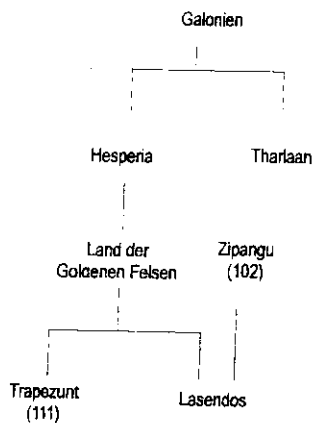 Galonien
Hesperia
Tharlaan
Land der
Goldenen Felsen
Zipangu
(102)
Trapezunt
(111)
Lasendos